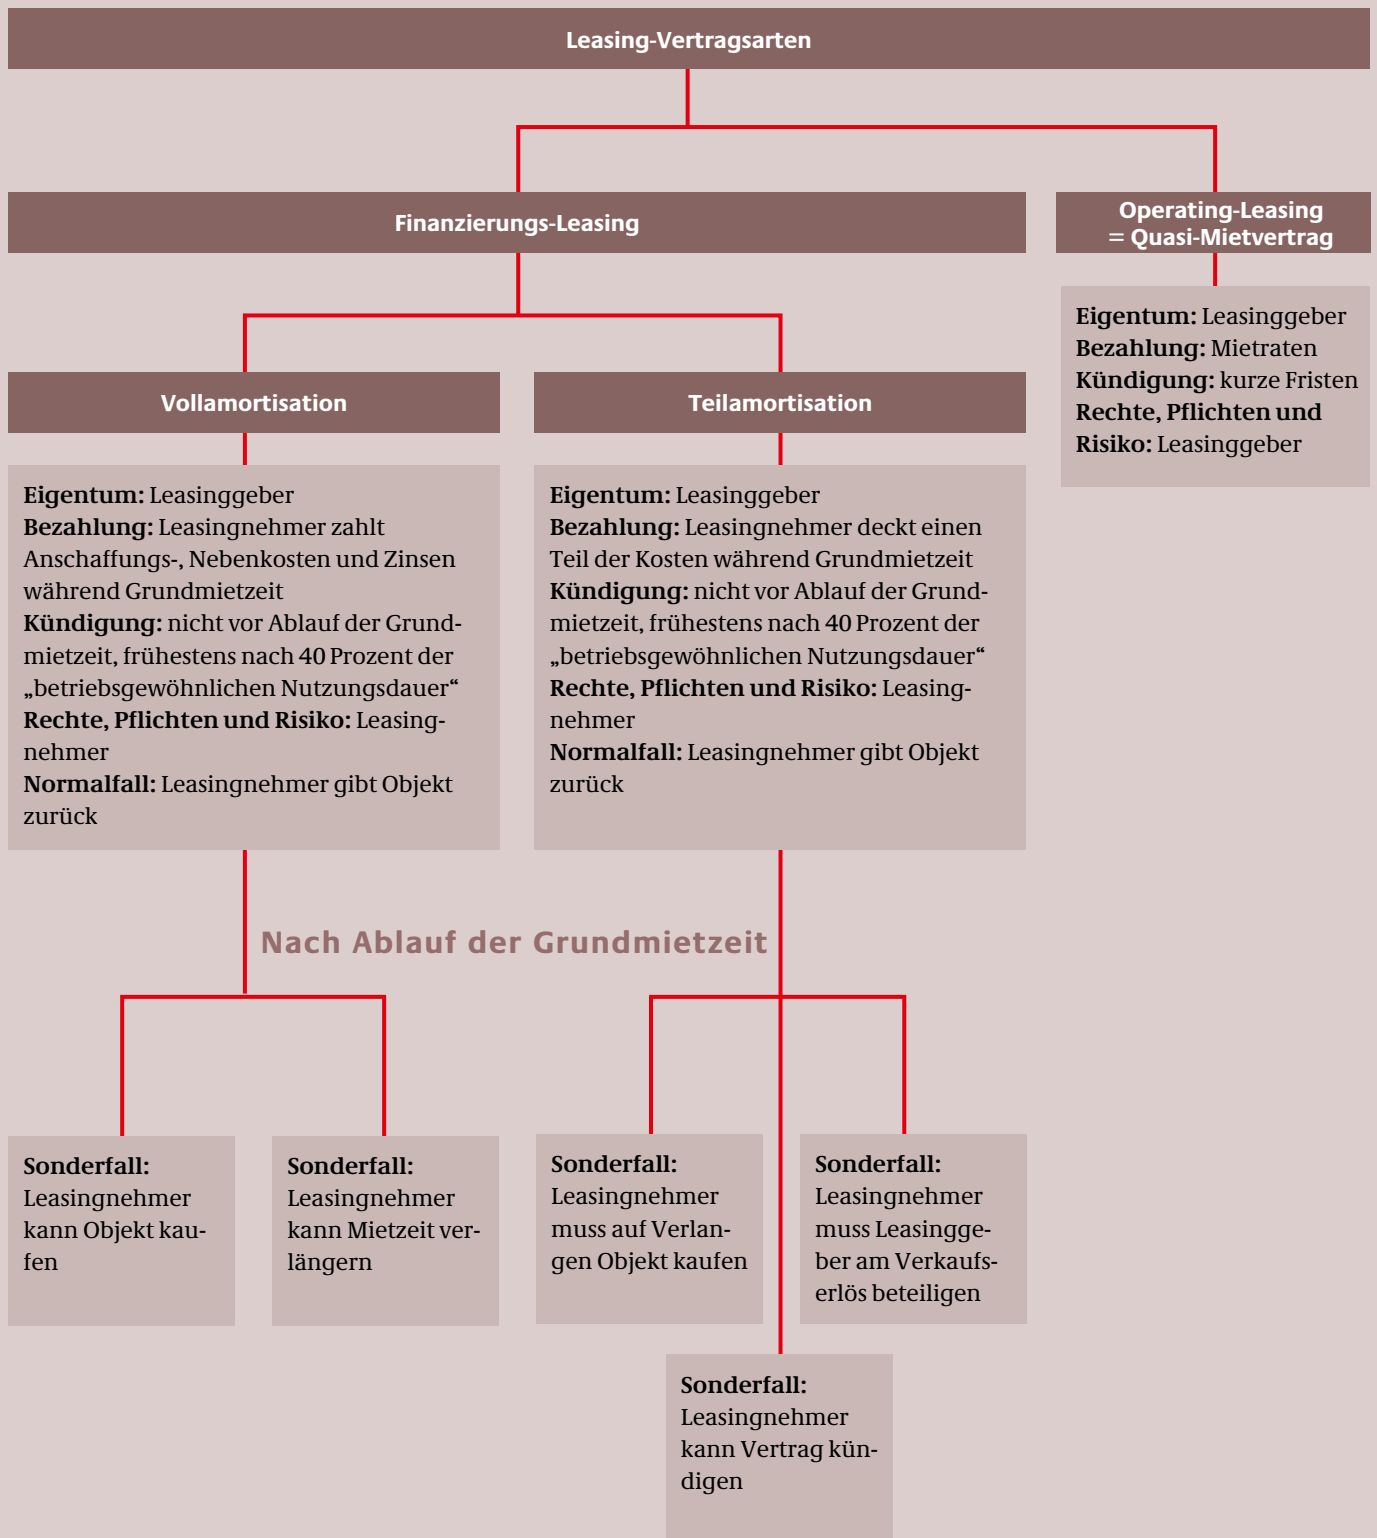 Leasing-Vertragsarten
Finanzierungs-Leasing
Operating-Leasing
= Quasi-Mietvertrag
Eigentum: Leasinggeber
Bezahlung: Mietraten
Kündigung: kurze Fristen
Rechte, Pflichten und
Risiko: Leasinggeber
Vollamortisation
Eigentum: Leasinggeber
Bezahlung: Leasingnehmer zahlt
Anschaffungs-, Nebenkosten und Zinsen
während Grundmietzeit
Kündigung: nicht vor Ablauf der Grund-
mietzeit, frühestens nach 40 Prozent der
„betriebsgewöhnlichen Nutzungsdauer“
Rechte, Pflichten und Risiko: Leasing-
nehmer
Normalfall: Leasingnehmer gibt Objekt
zurück
Teilamortisation
Eigentum: Leasinggeber
Bezahlung: Leasingnehmer deckt einen
Teil der Kosten während Grundmietzeit
Kündigung: nicht vor Ablauf der Grund-
mietzeit, frühestens nach 40 Prozent der
„betriebsgewöhnlichen Nutzungsdauer“
Rechte, Pflichten und Risiko: Leasing-
nehmer
Normalfall: Leasingnehmer gibt Objekt
zurück
Nach Ablauf der Grundmietzeit
Sonderfall:
Leasingnehmer
kann Objekt kau-
fen
Sonderfall:
Leasingnehmer
kann Mietzeit ver-
längern
Sonderfall:
Leasingnehmer
muss auf Verlan-
gen Objekt kaufen
Sonderfall:
Leasingnehmer
muss Leasingge-
ber am Verkaufs-
erlös beteiligen
Sonderfall:
Leasingnehmer
kann Vertrag kün-
digen